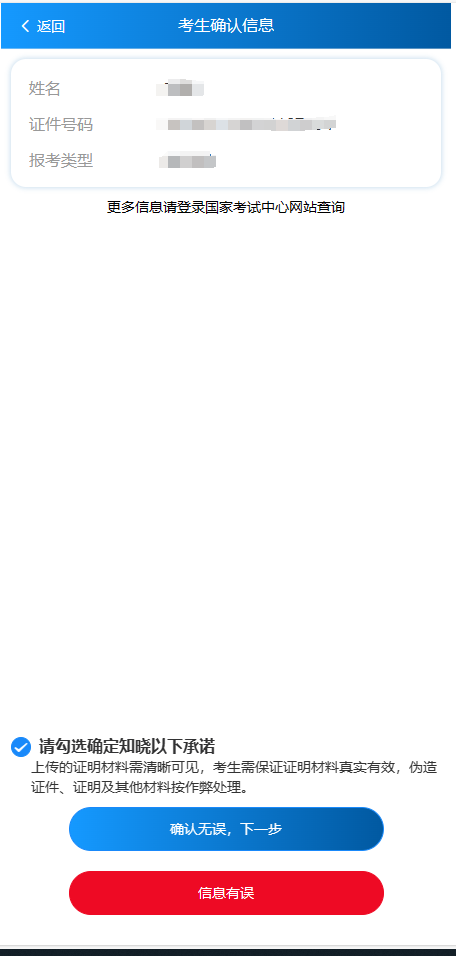 返回
考生确认信息
姓名
证件号码
报考类型
更多信息请登录国家考试中心网站查询
请勾选确定知晓以下承诺
上传的证明材料需清晰可见，考生需保证证明材料真实有效，伪造
证件、证明及其他材料按作弊处理。
确认无误，下一步
信息有误